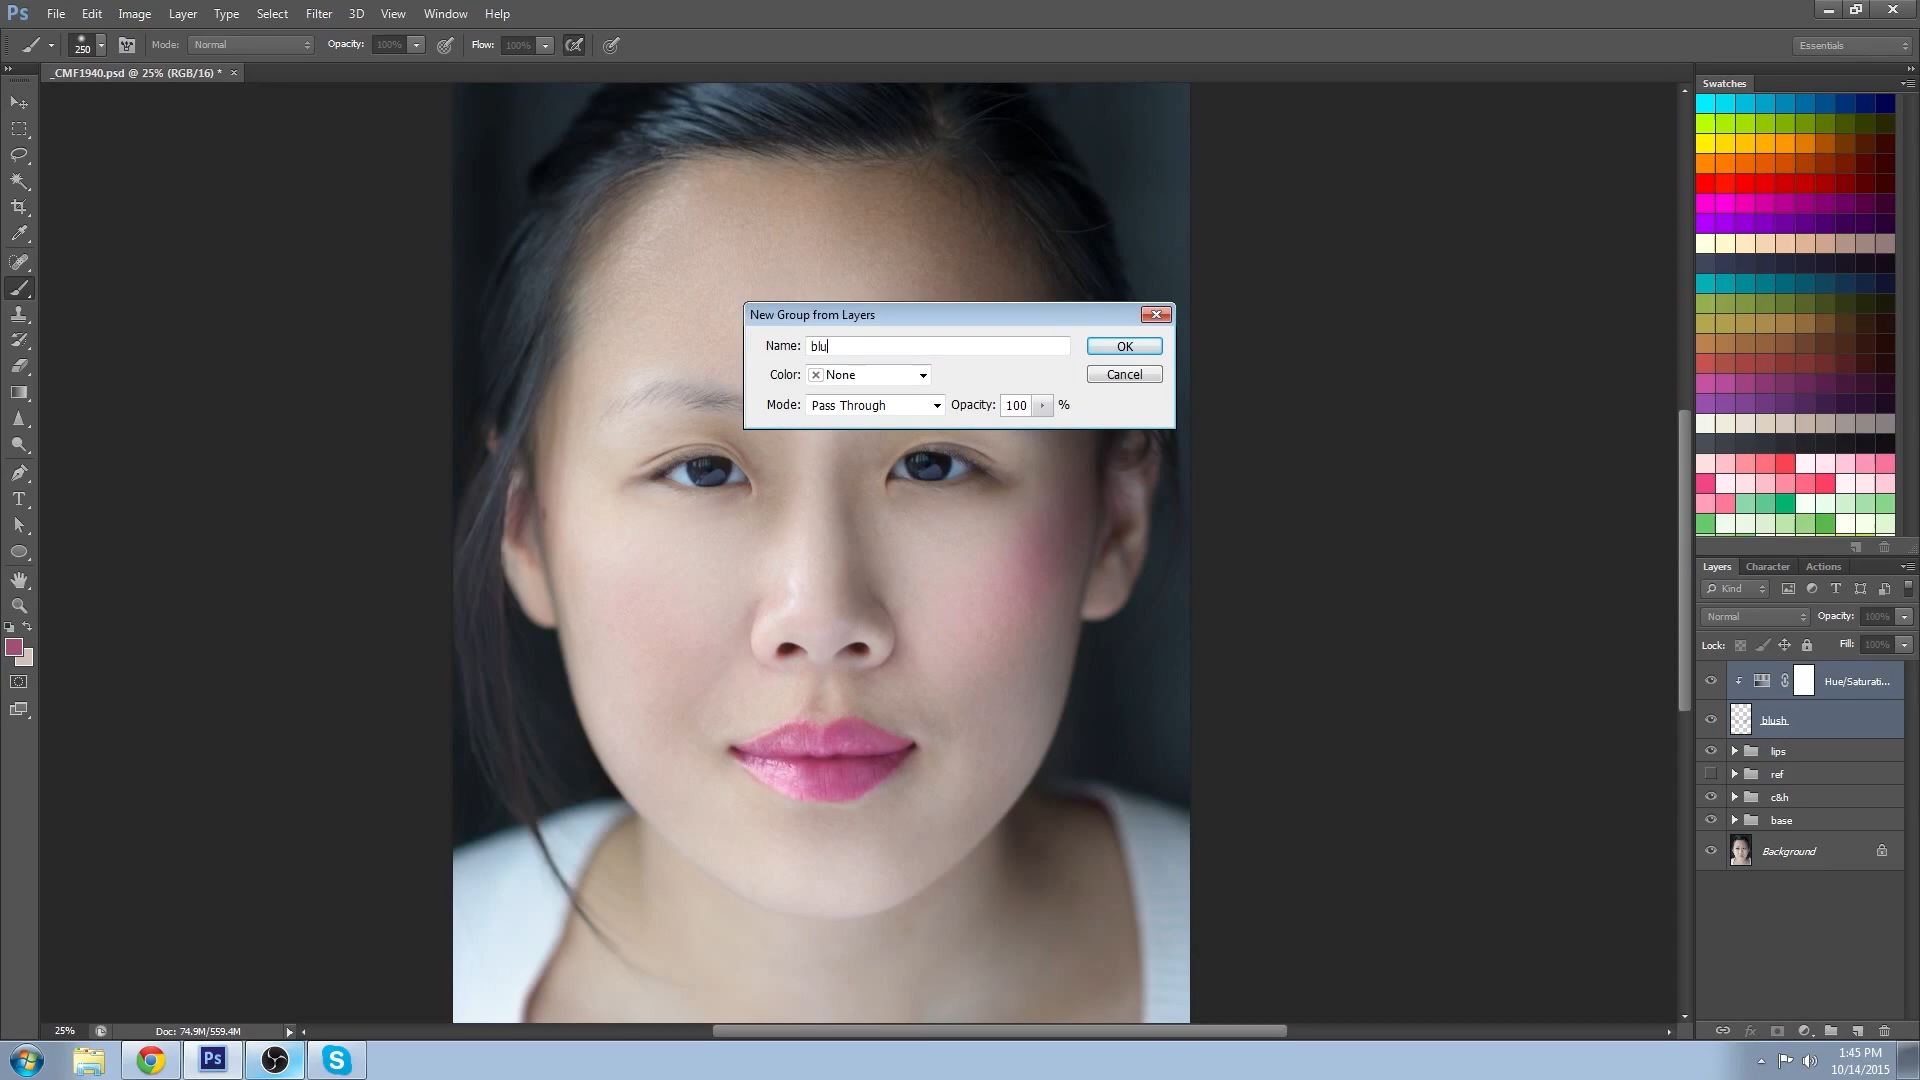 Ps File Edit Image Layer Type Select Filter 3D View Window Help
250 Mode: Normal Opacity: 100% Flow: 100% Essentials
_CMF1940.psd @ 25% (RGB/16) * ×
Swatches
New Group from Layers
Name: blu OK
Color: None Cancel
Mode: Pass Through Opacity: 100 %
Layers Character Actions
Kind
Normal Opacity: 100%
Lock: Fill: 100%
Hue/Saturati...
blush
lips
ref
c&h
base
Background
25% Doc: 74.9M/559.4M
Ps
1:45 PM
10/14/2015